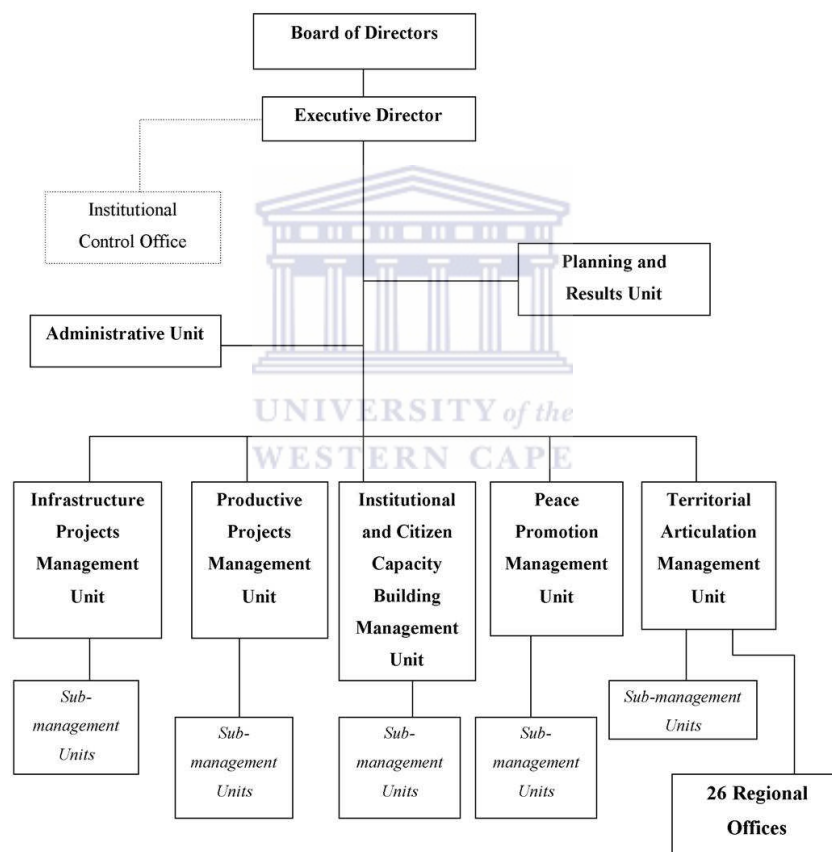 Board of Directors
Executive Director
Institutional
Control Office
Planning and
Results Unit
Administrative Unit
UNIVERSITY of the
WESTERN CAPE
Infrastructure
Projects
Management
Unit
Productive
Projects
Management
Unit
Institutional
and Citizen
Capacity
Building
Management
Unit
Peace
Promotion
Management
Unit
Territorial
Articulation
Management
Unit
Sub-
management
Units
Sub-
management
Units
Sub-
management
Units
Sub-
management
Units
Sub-management
Units
26 Regional
Offices